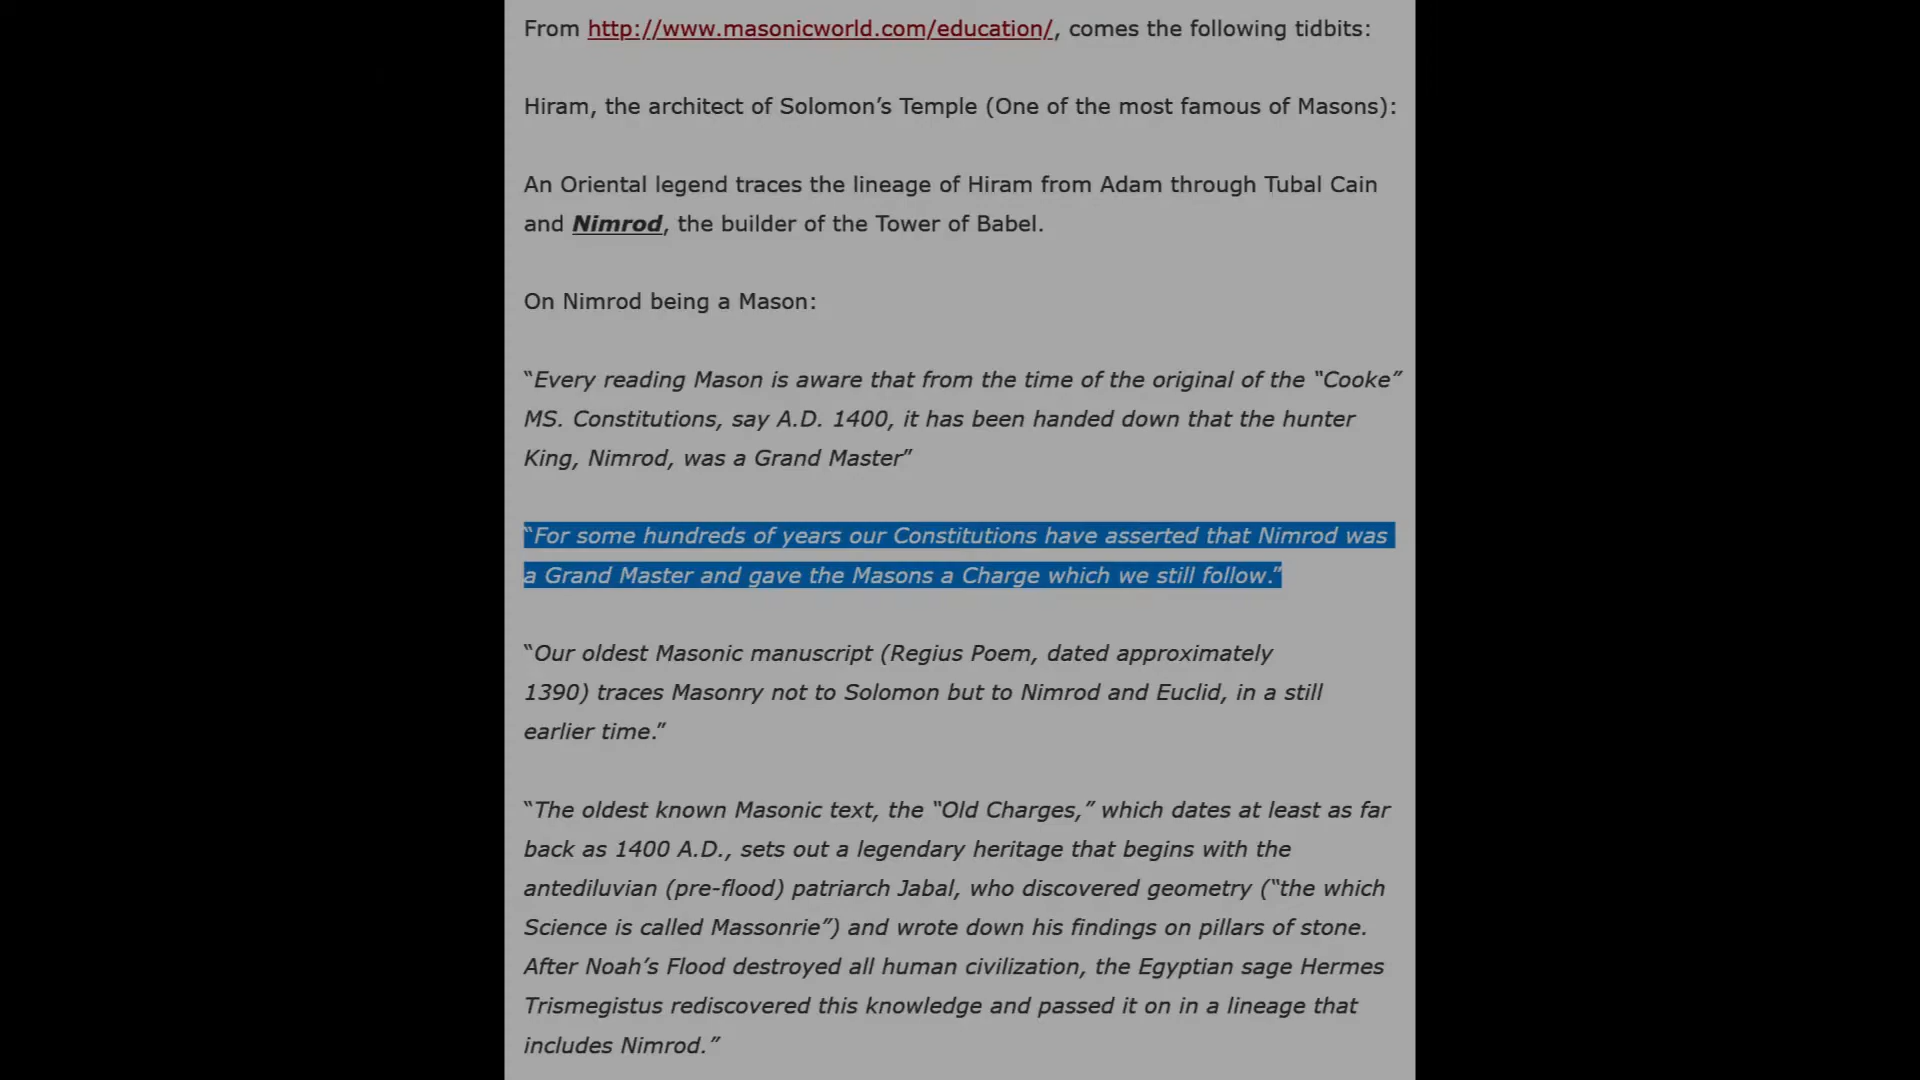 From http://www.masonicworld.com/education/, comes the following tidbits:
Hiram, the architect of Solomon’s Temple (One of the most famous of Masons):
An Oriental legend traces the lineage of Hiram from Adam through Tubal Cain
and Nimrod, the builder of the Tower of Babel.
On Nimrod being a Mason:
“Every reading Mason is aware that from the time of the original of the “Cooke”
MS. Constitutions, say A.D. 1400, it has been handed down that the hunter
King, Nimrod, was a Grand Master”
“For some hundreds of years our Constitutions have asserted that Nimrod was
a Grand Master and gave the Masons a Charge which we still follow.”
“Our oldest Masonic manuscript (Regius Poem, dated approximately
1390) traces Masonry not to Solomon but to Nimrod and Euclid, in a still
earlier time.”
“The oldest known Masonic text, the “Old Charges,” which dates at least as far
back as 1400 A.D., sets out a legendary heritage that begins with the
antediluvian (pre-flood) patriarch Jabal, who discovered geometry (“the which
Science is called Massonrie”) and wrote down his findings on pillars of stone.
After Noah’s Flood destroyed all human civilization, the Egyptian sage Hermes
Trismegistus rediscovered this knowledge and passed it on in a lineage that
includes Nimrod.”